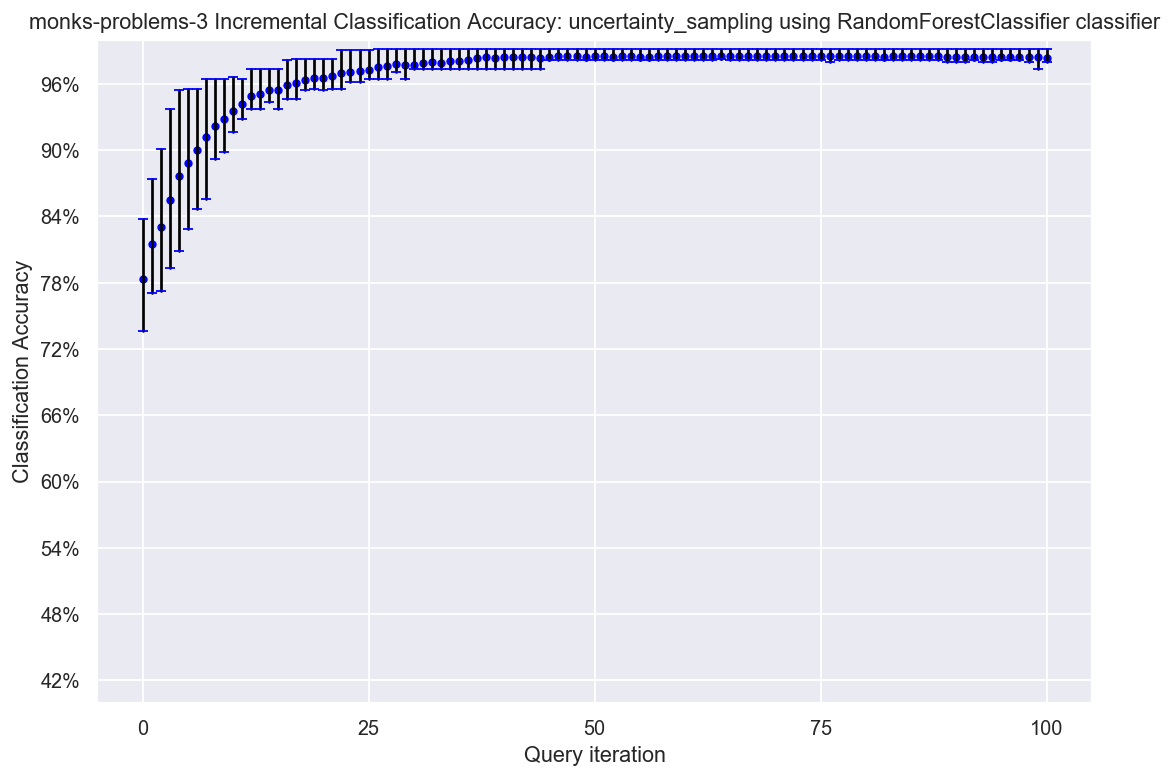 monks-problems-3 Incremental Classification Accuracy: uncertainty_sampling using RandomForestClassifier classifier
96%
90%
84%
78%
72%
66%
60%
54%
48%
42%
Classification Accuracy
0 25 50 75 100
Query iteration